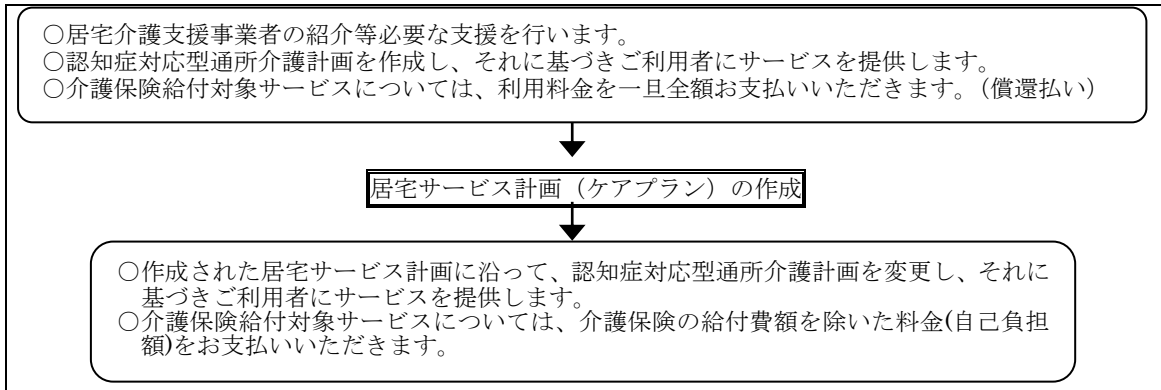 ○居宅介護支援事業者の紹介等必要な支援を行います。
○認知症対応型通所介護計画を作成し、それに基づきご利用者にサービスを提供します。
○介護保険給付対象サービスについては、利用料金を一旦全額お支払いいただきます。（償還払い）
居宅サービス計画（ケアプラン）の作成
○作成された居宅サービス計画に沿って、認知症対応型通所介護計画を変更し、それに
基づきご利用者にサービスを提供します。
○介護保険給付対象サービスについては、介護保険の給付費額を除いた料金(自己負担
額)をお支払いいただきます。